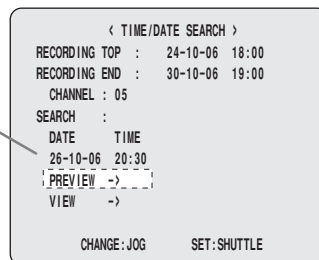 < TIME/DATE SEARCH >
RECORDING TOP : 24-10-06 18:00
RECORDING END : 30-10-06 19:00
CHANNEL : 05
SEARCH :
DATE TIME
26-10-06 20:30
PREVIEW ->
VIEW ->
CHANGE:JOG SET:SHUTTLE